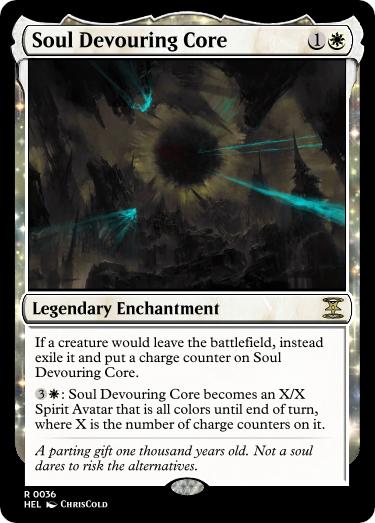 Soul Devouring Core 1
Legendary Enchantment
If a creature would leave the battlefield, instead
exile it and put a charge counter on Soul
Devouring Core.
3 : Soul Devouring Core becomes an X/X
Spirit Avatar that is all colors until end of turn,
where X is the number of charge counters on it.
A parting gift one thousand years old. Not a soul
dares to risk the alternatives.
R 0036
HEL ChrisCold